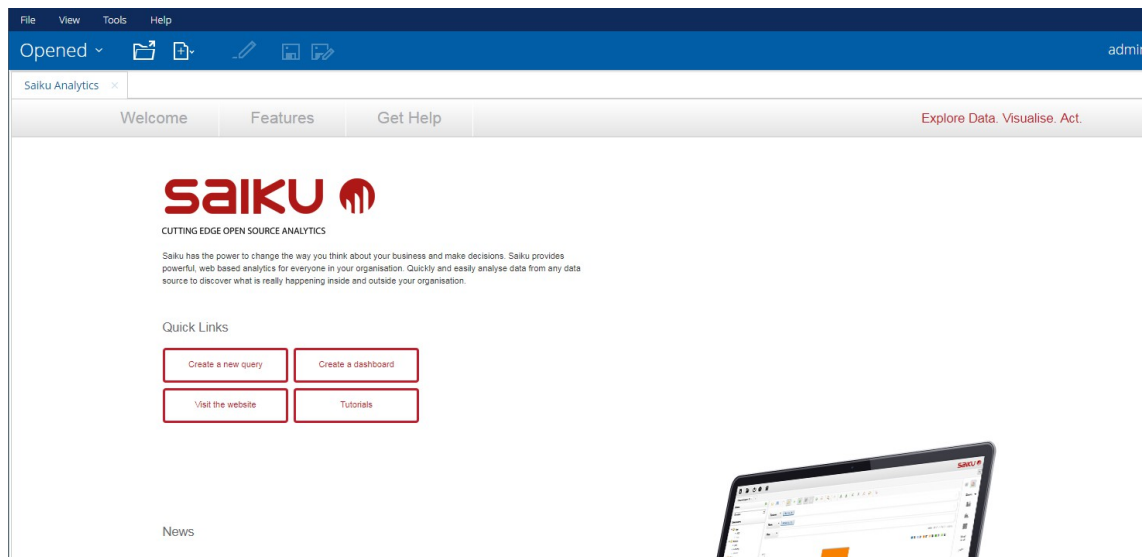 File View Tools Help
Opened admin
Saiku Analytics ×
Welcome Features Get Help Explore Data. Visualise. Act.
saiku
CUTTING EDGE OPEN SOURCE ANALYTICS
Saiku has the power to change the way you think about your business and make decisions. Saiku provides
powerful, web based analytics for everyone in your organisation. Quickly and easily analyse data from any data
source to discover what is really happening inside and outside your organisation.
Quick Links
Create a new query Create a dashboard
Visit the website Tutorials
News
saiku